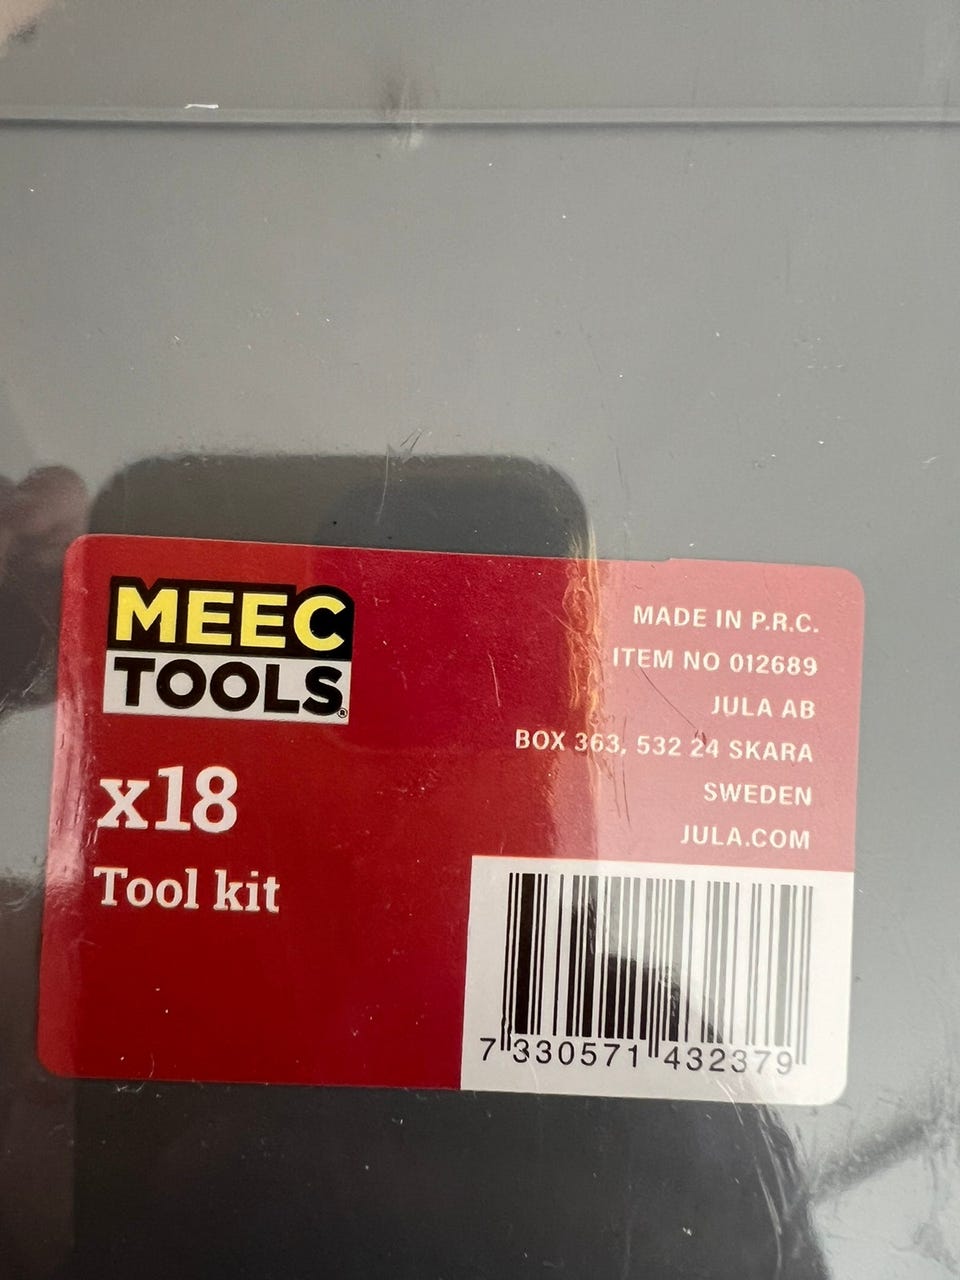 MEEC
TOOLS®
x18
Tool kit
MADE IN P.R.C.
ITEM NO 012689
JULA AB
BOX 363, 532 24 SKARA
SWEDEN
JULA.COM
7 330571 432379